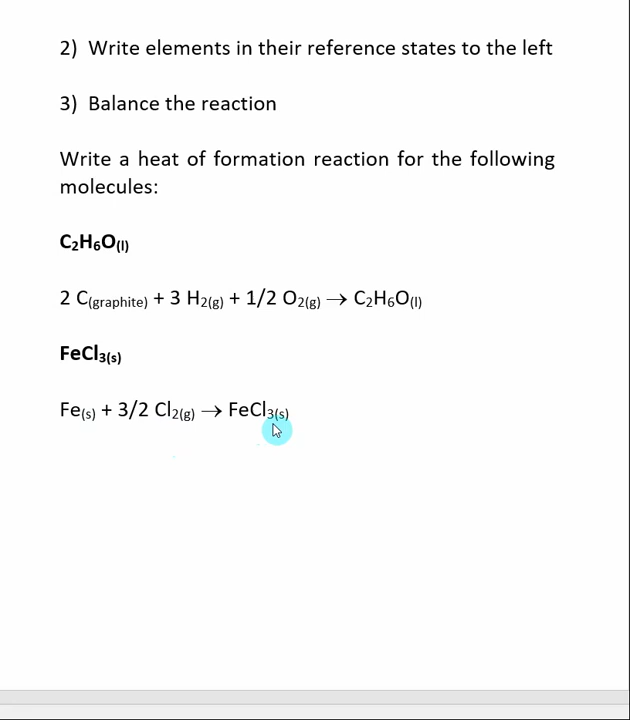 2) Write elements in their reference states to the left
3) Balance the reaction
Write a heat of formation reaction for the following
molecules:
C₂H₆O₍ₗ₎
2 C(graphite) + 3 H₂(g) + 1/2 O₂(g) → C₂H₆O(l)
FeCl₃(s)
Fe(s) + 3/2 Cl₂(g) → FeCl₃(s)